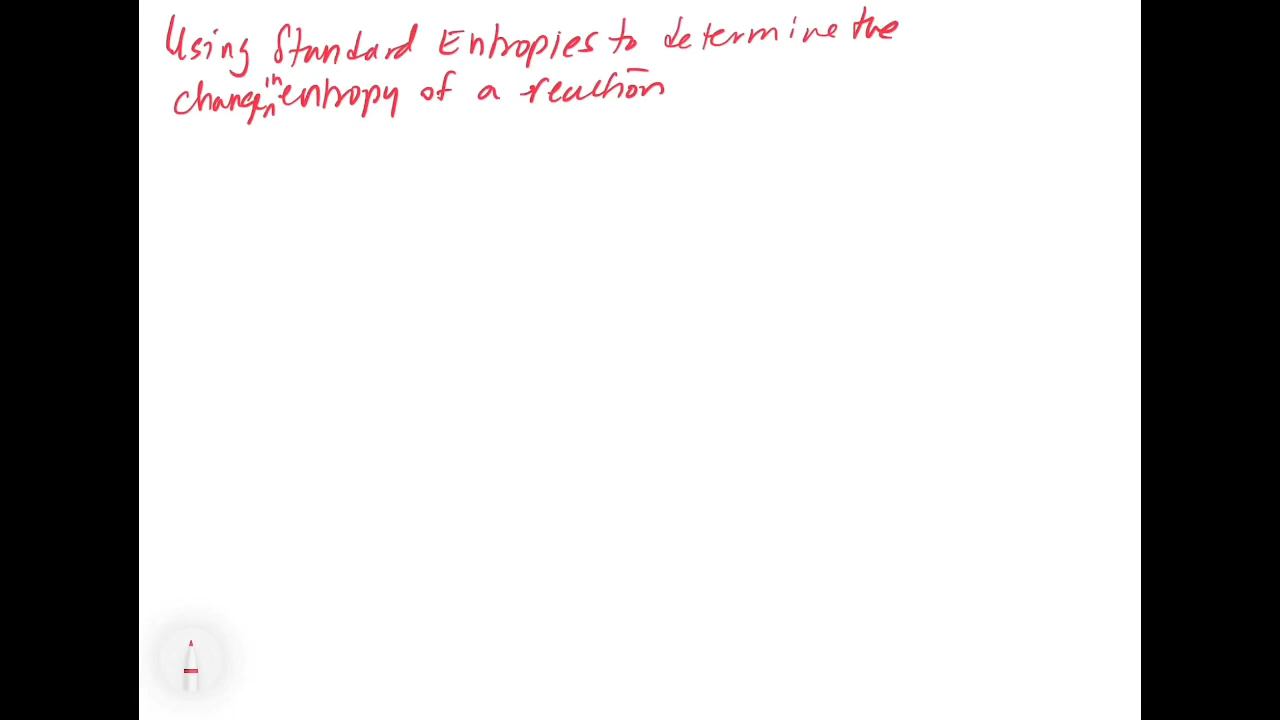 Using Standard Entropies to determine the
change in entropy of a reaction